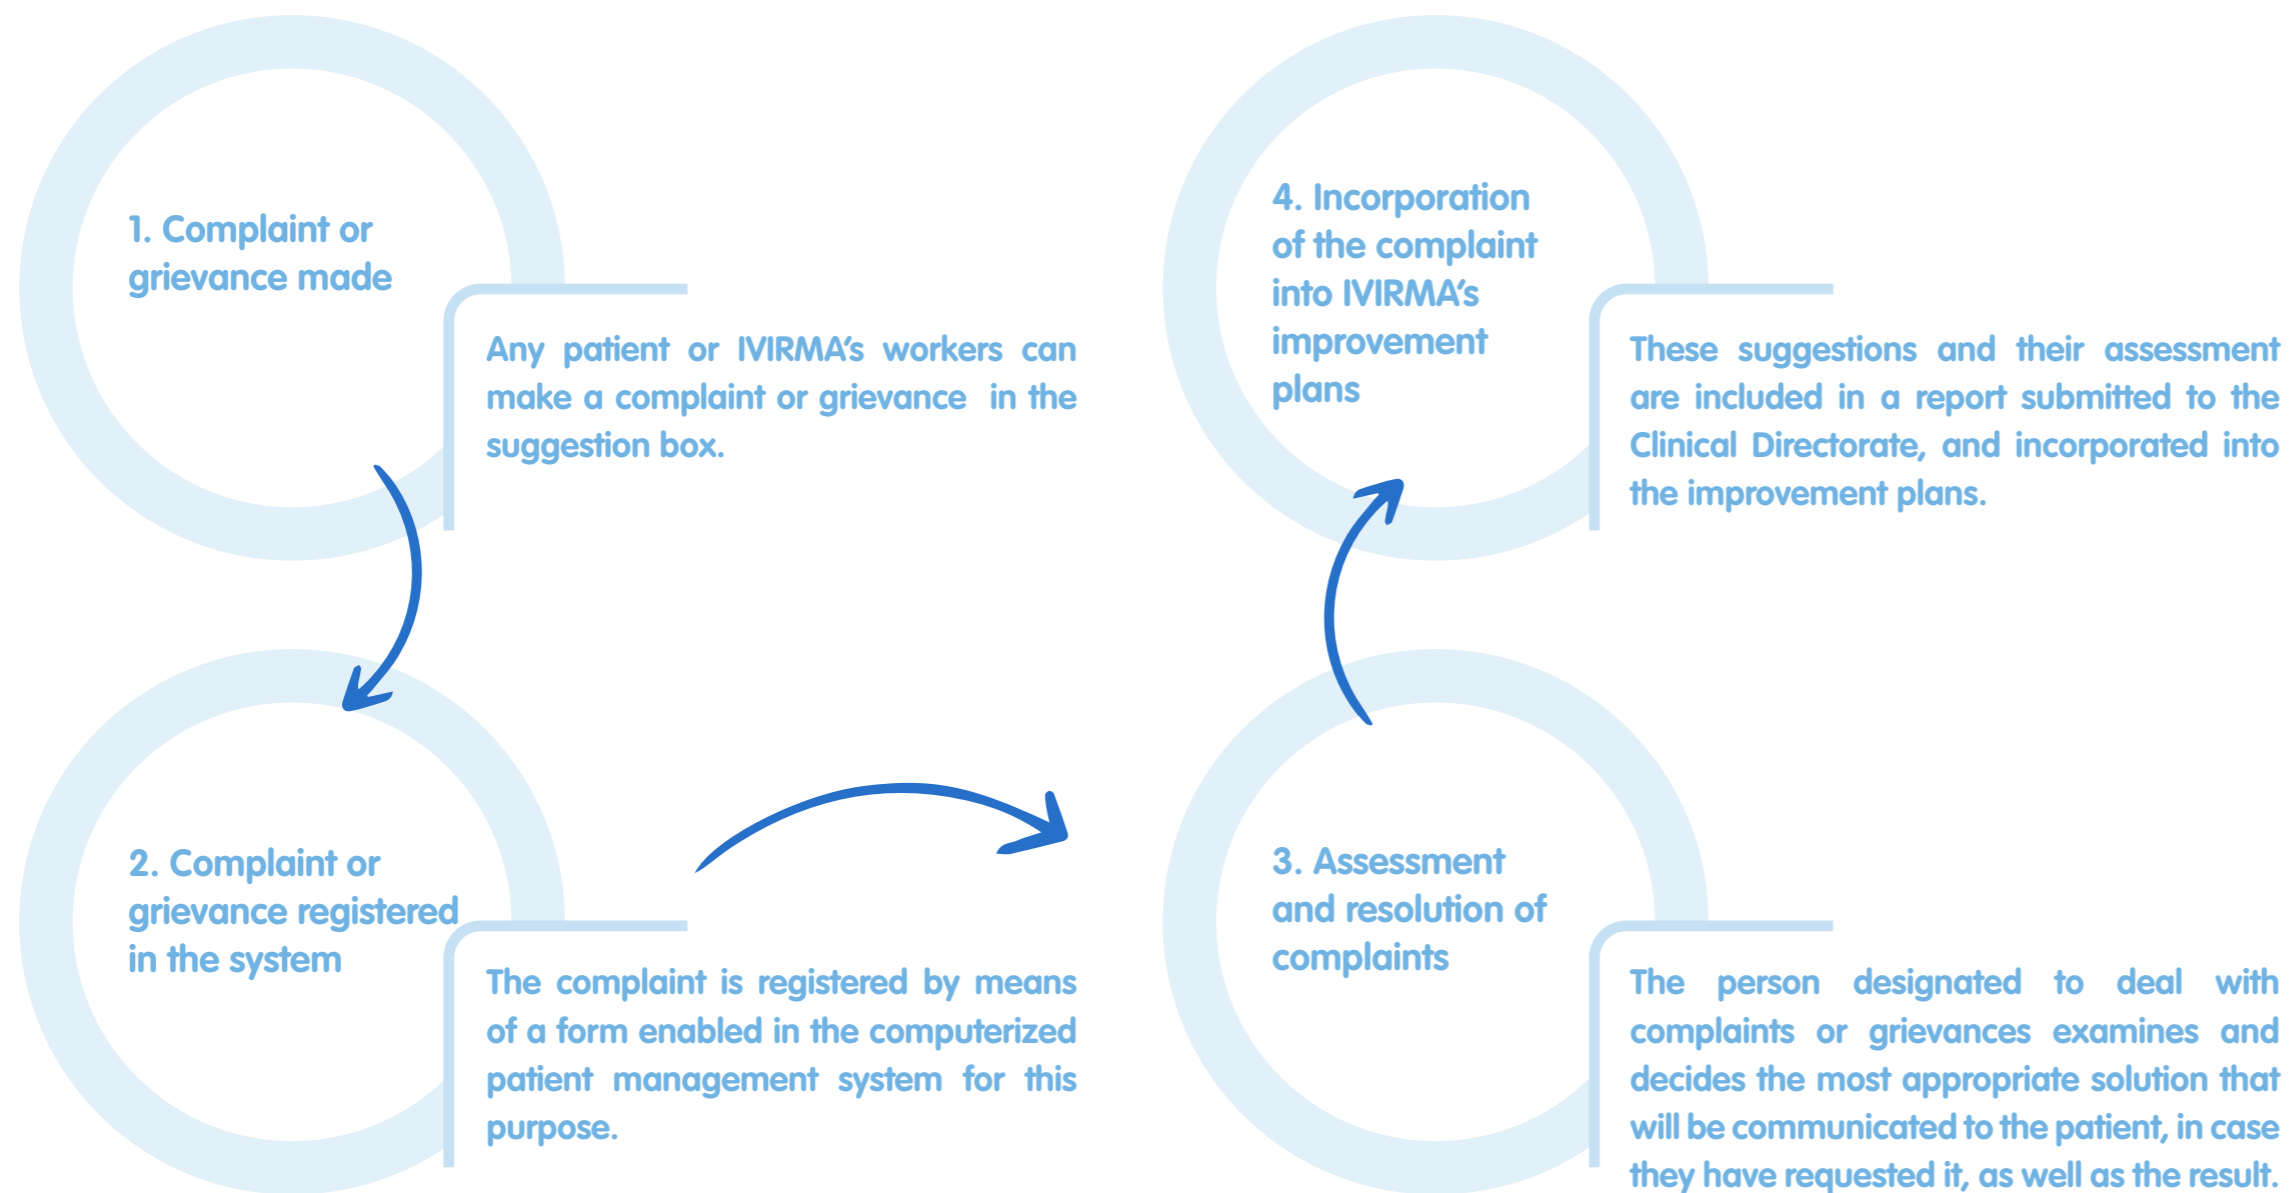 1. Complaint or
grievance made
Any patient or IVIRMA's workers can
make a complaint or grievance in the
suggestion box.
2. Complaint or
grievance registered
in the system
The complaint is registered by means
of a form enabled in the computerized
patient management system for this
purpose.
3. Assessment
and resolution of
complaints
The person designated to deal with
complaints or grievances examines and
decides the most appropriate solution that
will be communicated to the patient, in case
they have requested it, as well as the result.
4. Incorporation
of the complaint
into IVIRMA's
improvement
plans
These suggestions and their assessment
are included in a report submitted to the
Clinical Directorate, and incorporated into
the improvement plans.